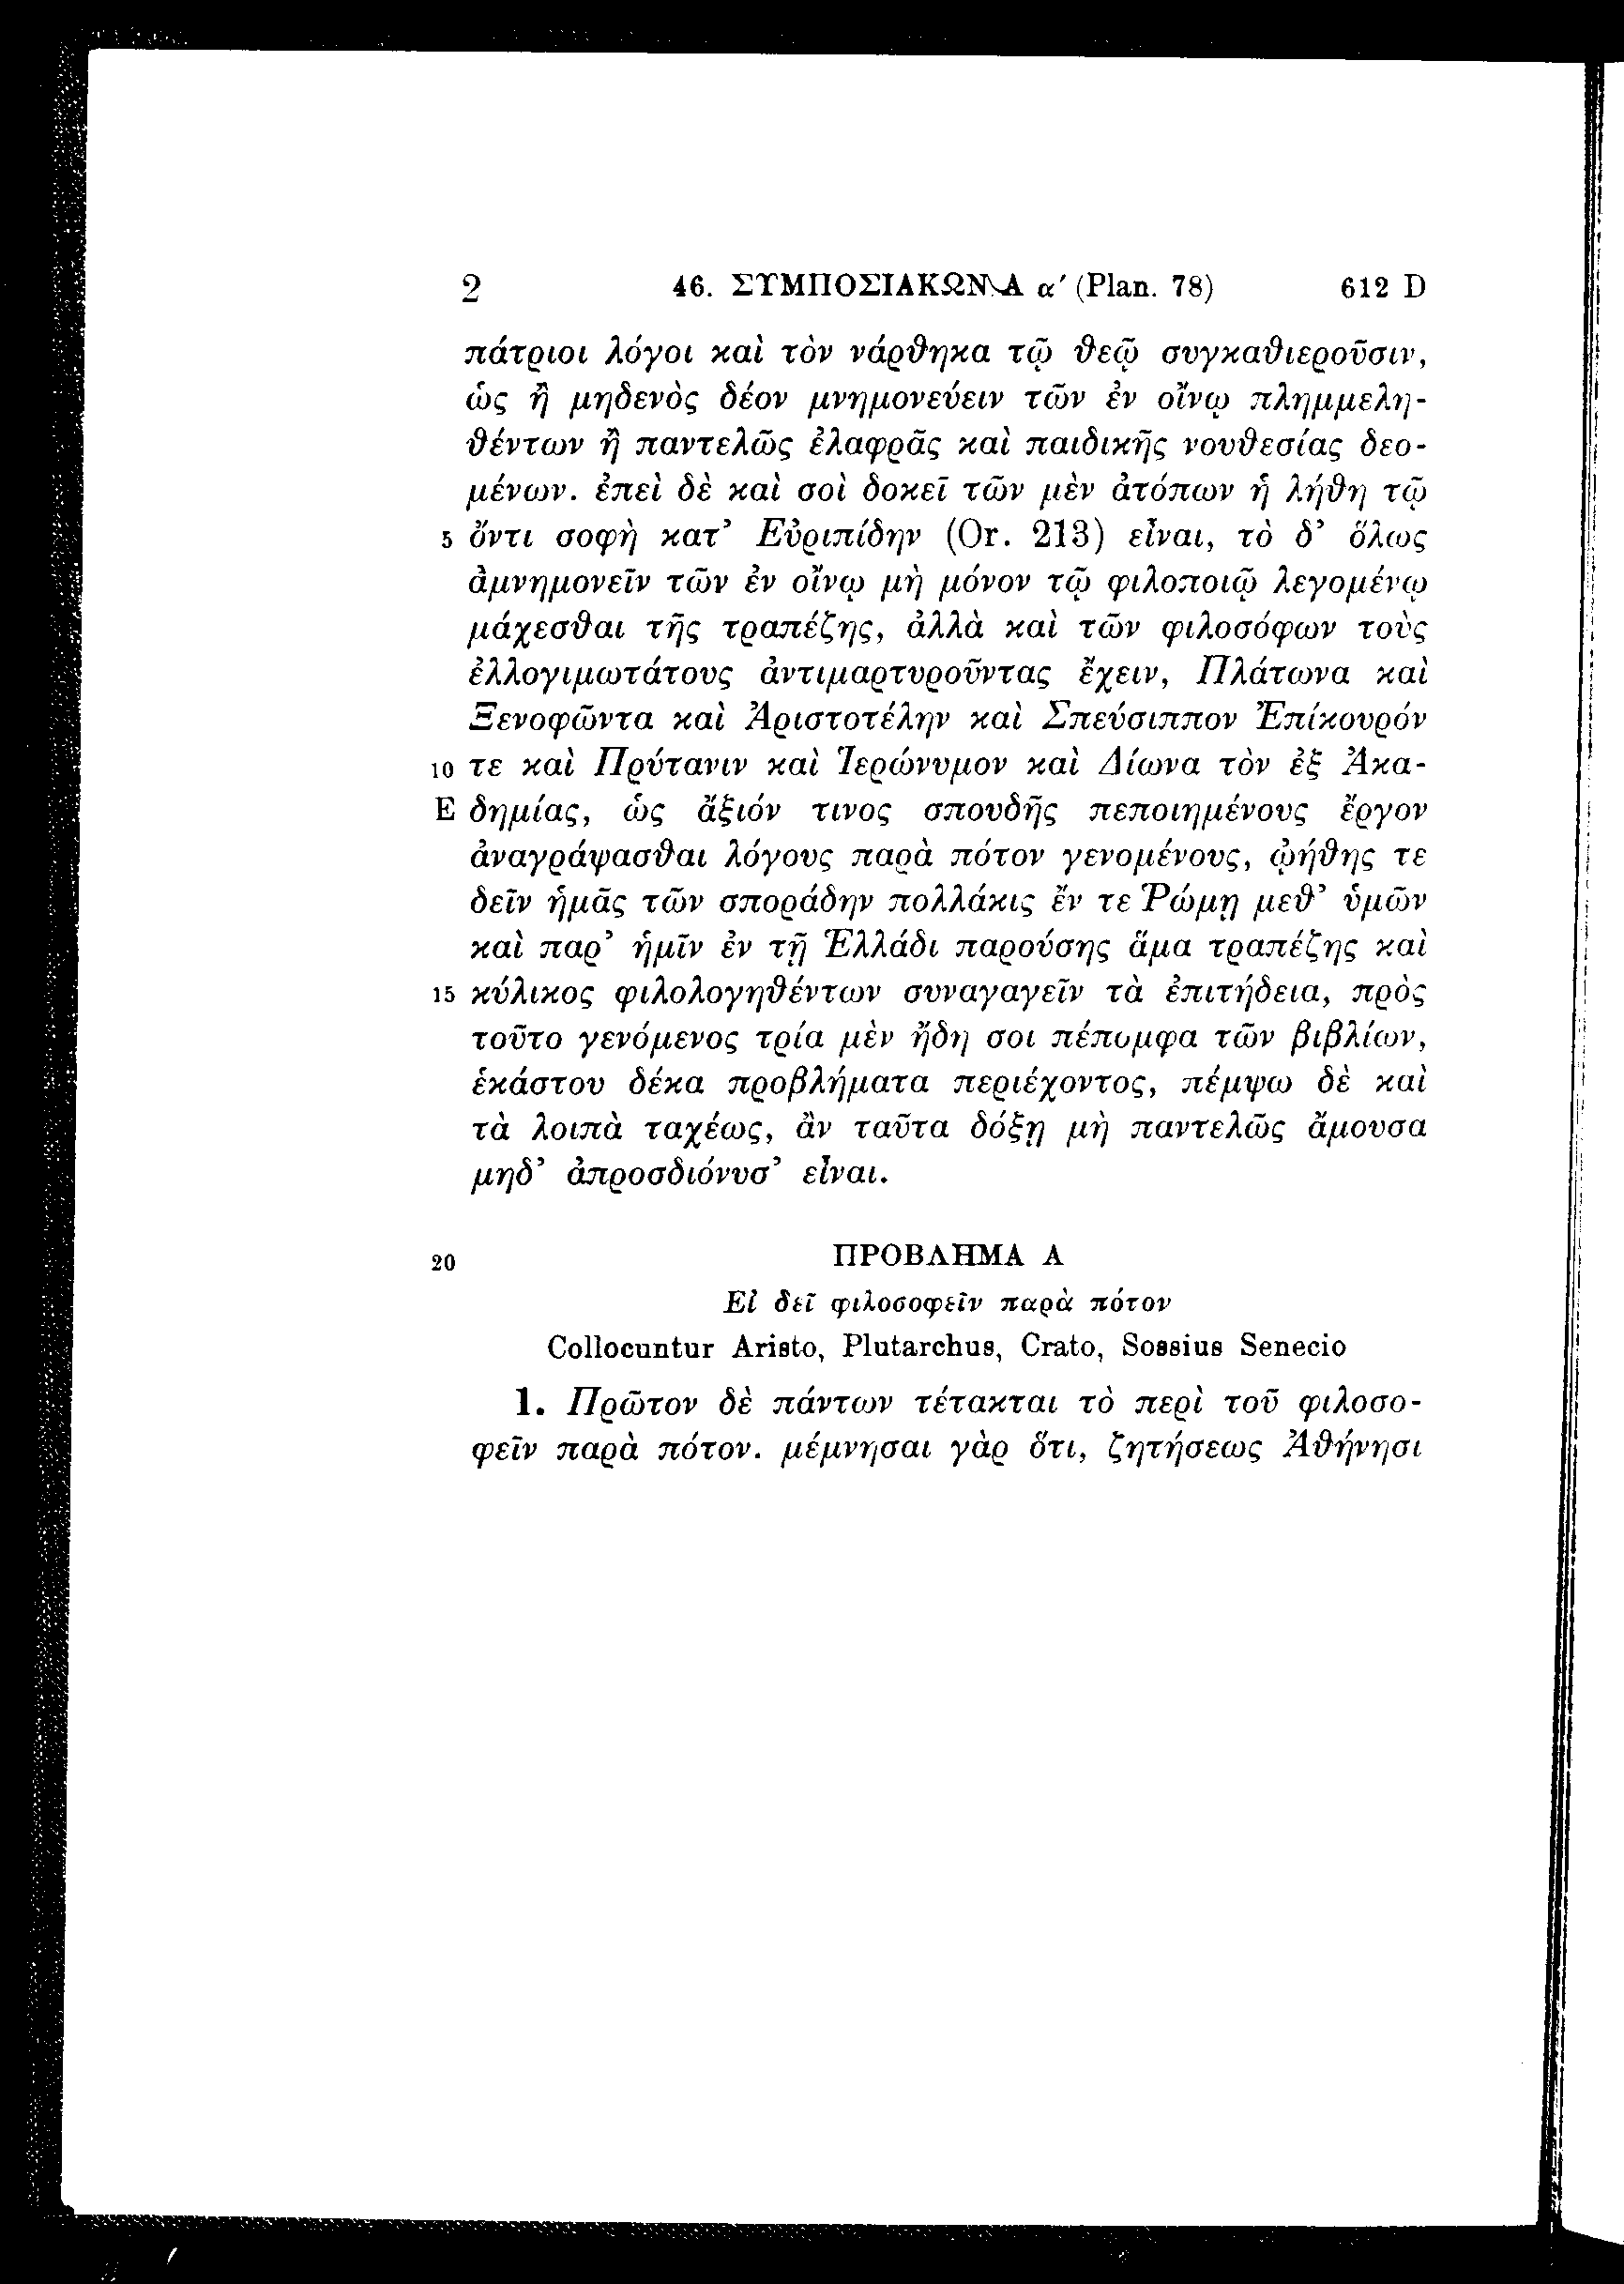 2 46. ΣΥΜΠΟΣΙΑΚΩΝ Α α′ (Plan. 78) 612 D
πάτριοι λόγοι καὶ τὸν νάρθηκα τῷ θεῷ συγκαθιεροῦσιν,
ὡς ἢ μηδενὸς δέον μνημονεύειν τῶν ἐν οἴνῳ πλημμελη-
θέντων ἢ παντελῶς ἐλαφρᾶς καὶ παιδικῆς νουθεσίας δεο-
μένων. ἐπεὶ δὲ καὶ σοὶ δοκεῖ τῶν μὲν ἀτόπων ἡ λήθη τῷ
5 ὄντι σοφὴ κατ’ Εὐριπίδην (Or. 213) εἶναι, τὸ δ’ ὅλως
ἀμνημονεῖν τῶν ἐν οἴνῳ μὴ μόνον τῷ φιλοποιῷ λεγομένῳ
μάχεσθαι τῆς τραπέζης, ἀλλὰ καὶ τῶν φιλοσόφων τοὺς
ἐλλογιμωτάτους ἀντιμαρτυροῦντας ἔχειν, Πλάτωνα καὶ
Ξενοφῶντα καὶ Ἀριστοτέλην καὶ Σπεύσιππον Ἐπίκουρόν
10 τε καὶ Πρύτανιν καὶ Ἱερώνυμον καὶ Δίωνα τὸν ἐξ Ἀκα-
E δημίας, ὡς ἄξιόν τινος σπουδῆς πεποιημένους ἔργον
ἀναγράψασθαι λόγους παρὰ πότον γενομένους, ᾠήθης τε
δεῖν ἡμᾶς τῶν σποράδην πολλάκις ἔν τε Ῥώμῃ μεθ’ ὑμῶν
καὶ παρ’ ἡμῖν ἐν τῇ Ἑλλάδι παρούσης ἅμα τραπέζης καὶ
15 κύλικος φιλολογηθέντων συναγαγεῖν τὰ ἐπιτήδεια, πρὸς
τοῦτο γενόμενος τρία μὲν ἤδη σοι πέπομφα τῶν βιβλίων,
ἑκάστου δέκα προβλήματα περιέχοντος, πέμψω δὲ καὶ
τὰ λοιπὰ ταχέως, ἂν ταῦτα δόξῃ μὴ παντελῶς ἄμουσα
μηδ’ ἀπροσδιόνυσ’ εἶναι.
20 ΠΡΟΒΛΗΜΑ Α
Εἰ δεῖ φιλοσοφεῖν παρὰ πότον
Collocuntur Aristo, Plutarchus, Crato, Sossius Senecio
1. Πρῶτον δὲ πάντων τέτακται τὸ περὶ τοῦ φιλοσο-
φεῖν παρὰ πότον. μέμνησαι γὰρ ὅτι, ζητήσεως Ἀθήνησι